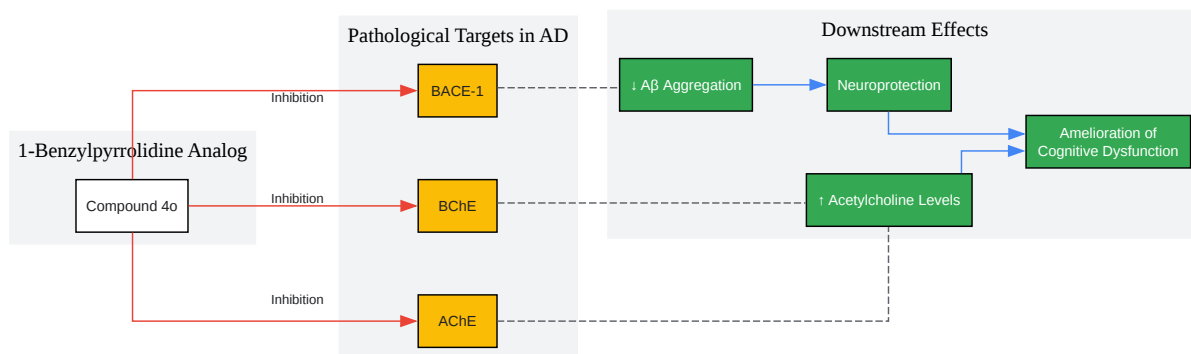 1-Benzylpyrrolidine Analog
Compound 4o
Inhibition
Inhibition
Inhibition
Pathological Targets in AD
BACE-1
BChE
AChE
Downstream Effects
↓ Aβ Aggregation
Neuroprotection
↑ Acetylcholine Levels
Amelioration of
Cognitive Dysfunction